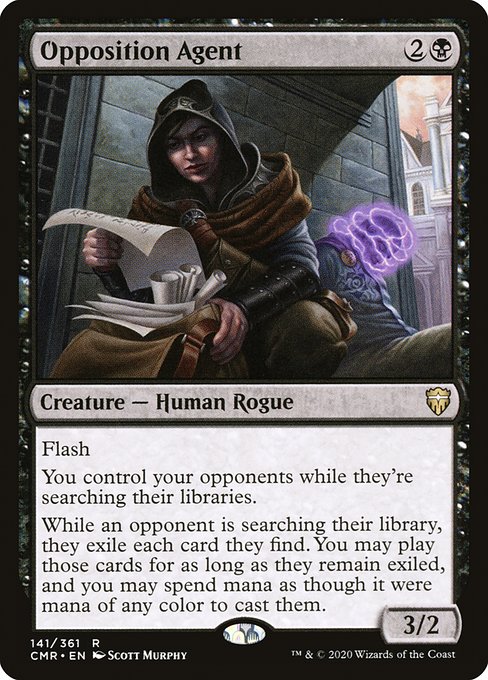 Opposition Agent 2
Creature — Human Rogue
Flash
You control your opponents while they're
searching their libraries.
While an opponent is searching their library,
they exile each card they find. You may play
those cards for as long as they remain exiled,
and you may spend mana as though it were
mana of any color to cast them.
3/2
141/361 R
CMR • EN Scott Murphy
™ & © 2020 Wizards of the Coast